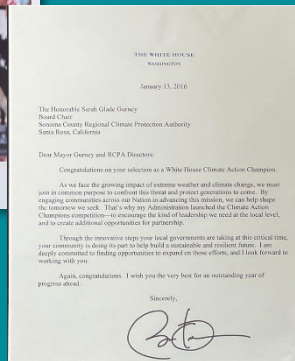 THE WHITE HOUSE
WASHINGTON
January 13, 2016
The Honorable Sarah Glade Gurney
Board Chair
Sonoma County Regional Climate Protection Authority
Santa Rosa, California
Dear Mayor Gurney and RCPA Directors:
Congratulations on your selection as a White House Climate Action Champion.
As we face the growing impact of extreme weather and climate change, we must
join in common purpose to confront this threat and protect generations to come. By
engaging communities across our Nation in advancing this mission, we can help shape
the tomorrow we seek. That's why my Administration launched the Climate Action
Champions competition—to encourage the kind of leadership we need at the local level,
and to create additional opportunities for partnership.
Through the innovative steps your local governments are taking at this critical time,
your community is doing its part to help build a sustainable and resilient future. I am
deeply committed to finding opportunities to expand on those efforts, and I look forward to
working with you.
Again, congratulations. I wish you the very best for an outstanding year of
progress ahead.
Sincerely,